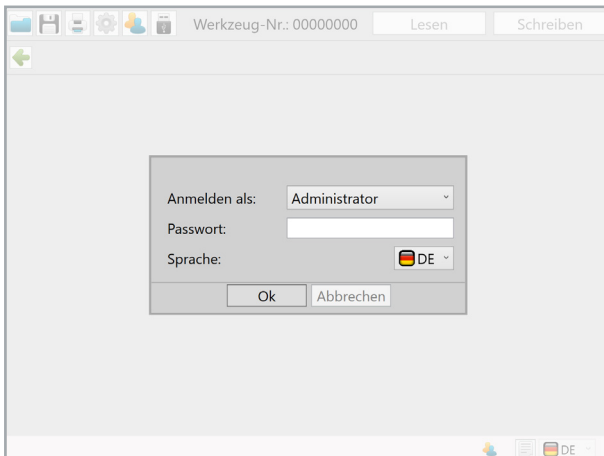 Werkzeug-Nr.: 00000000 Lesen Schreiben
Anmelden als: Administrator
Passwort:
Sprache: DE
Ok Abbrechen
DE